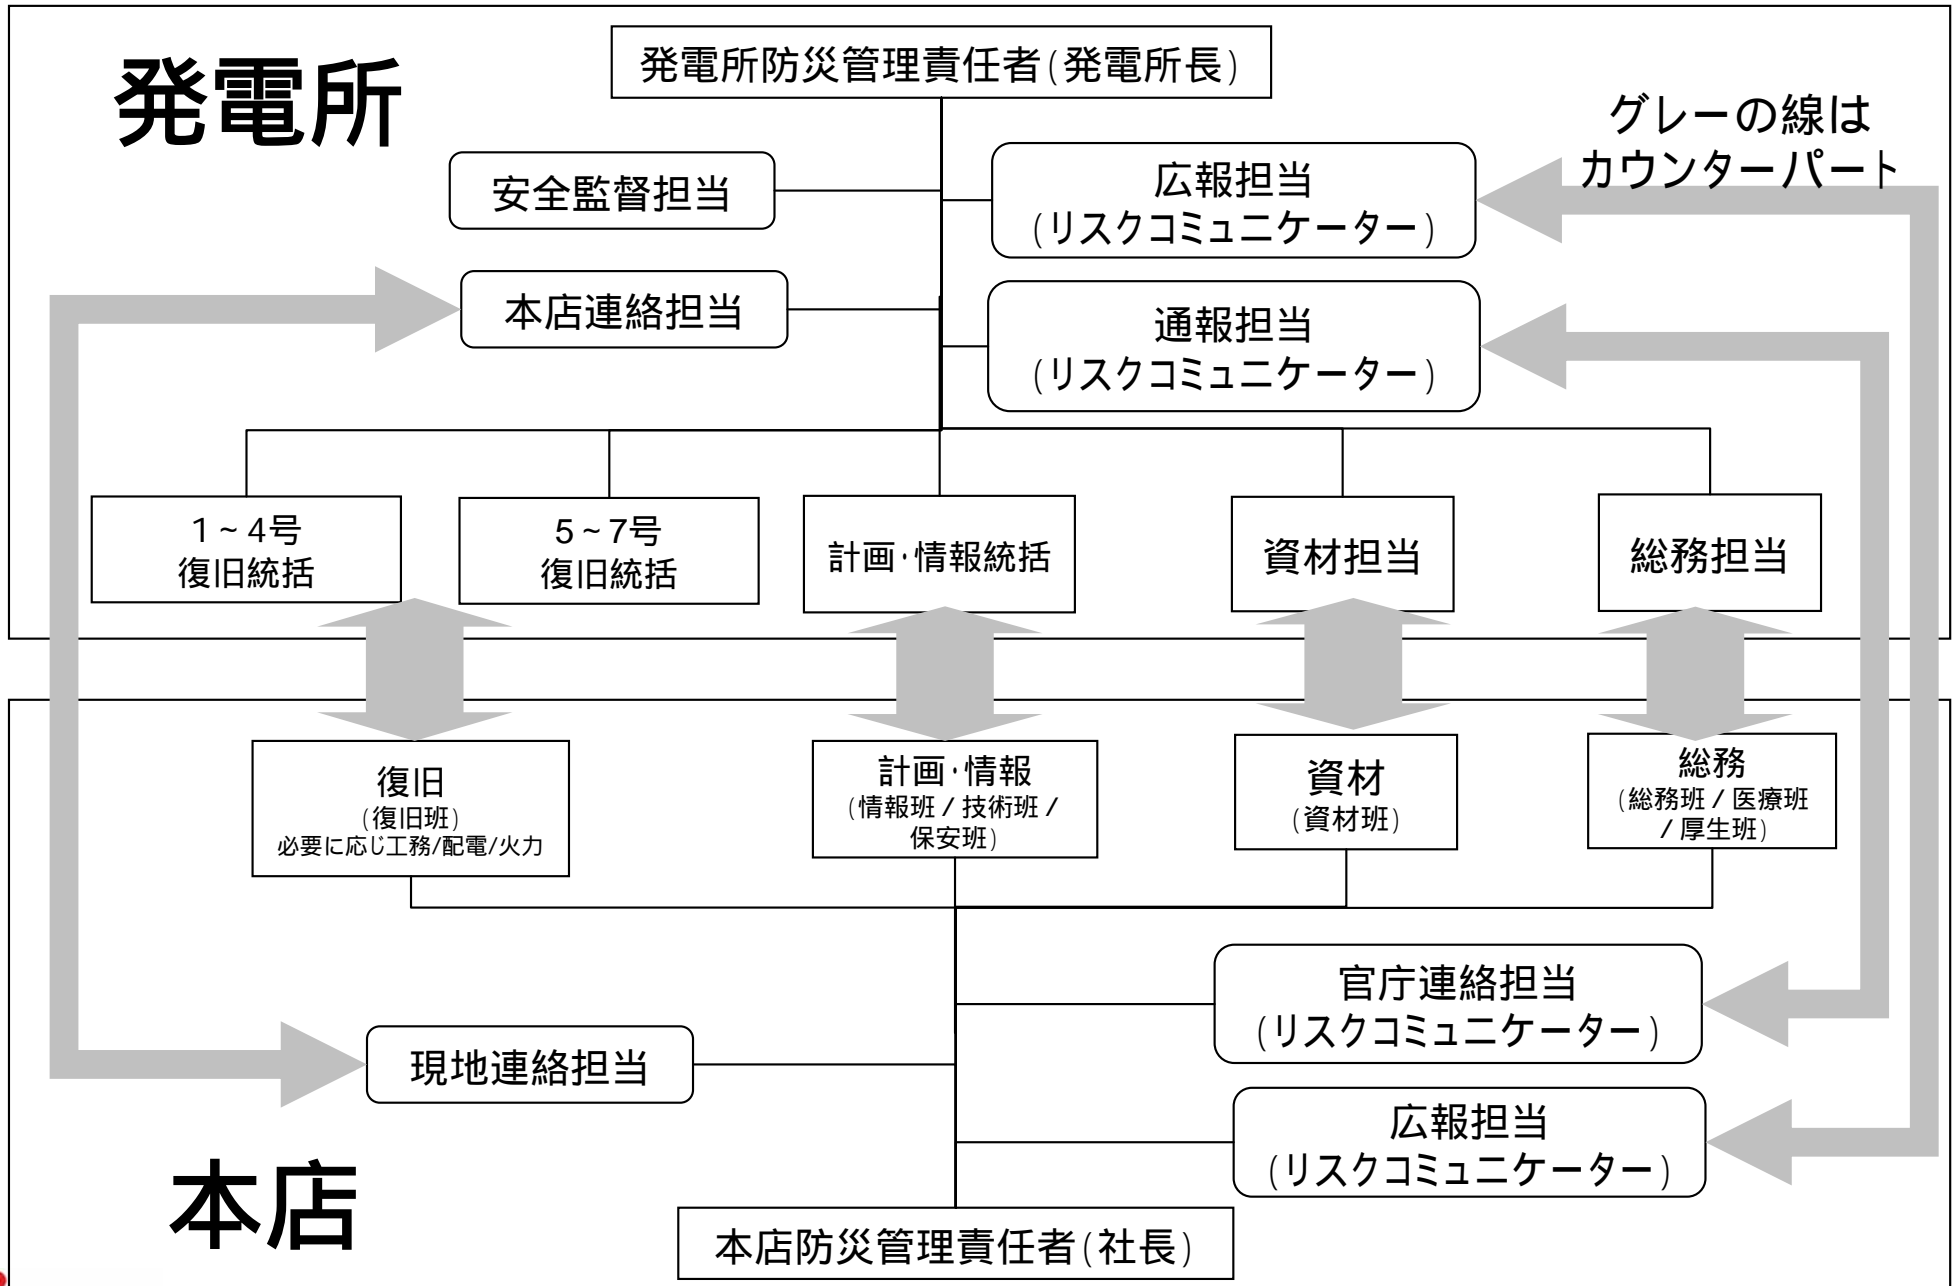 発電所
発電所防災管理責任者(発電所長)
グレーの線は
カウンターパート
安全監督担当
広報担当
(リスクコミュニケーター)
本店連絡担当
通報担当
(リスクコミュニケーター)
1~4号
復旧統括
5~7号
復旧統括
計画・情報統括
資材担当
総務担当
復旧
(復旧班)
必要に応じ工務/配電/火力
計画・情報
(情報班/技術班/
保安班)
資材
(資材班)
総務
(総務班/医療班
/厚生班)
官庁連絡担当
(リスクコミュニケーター)
現地連絡担当
広報担当
(リスクコミュニケーター)
本店
本店防災管理責任者(社長)